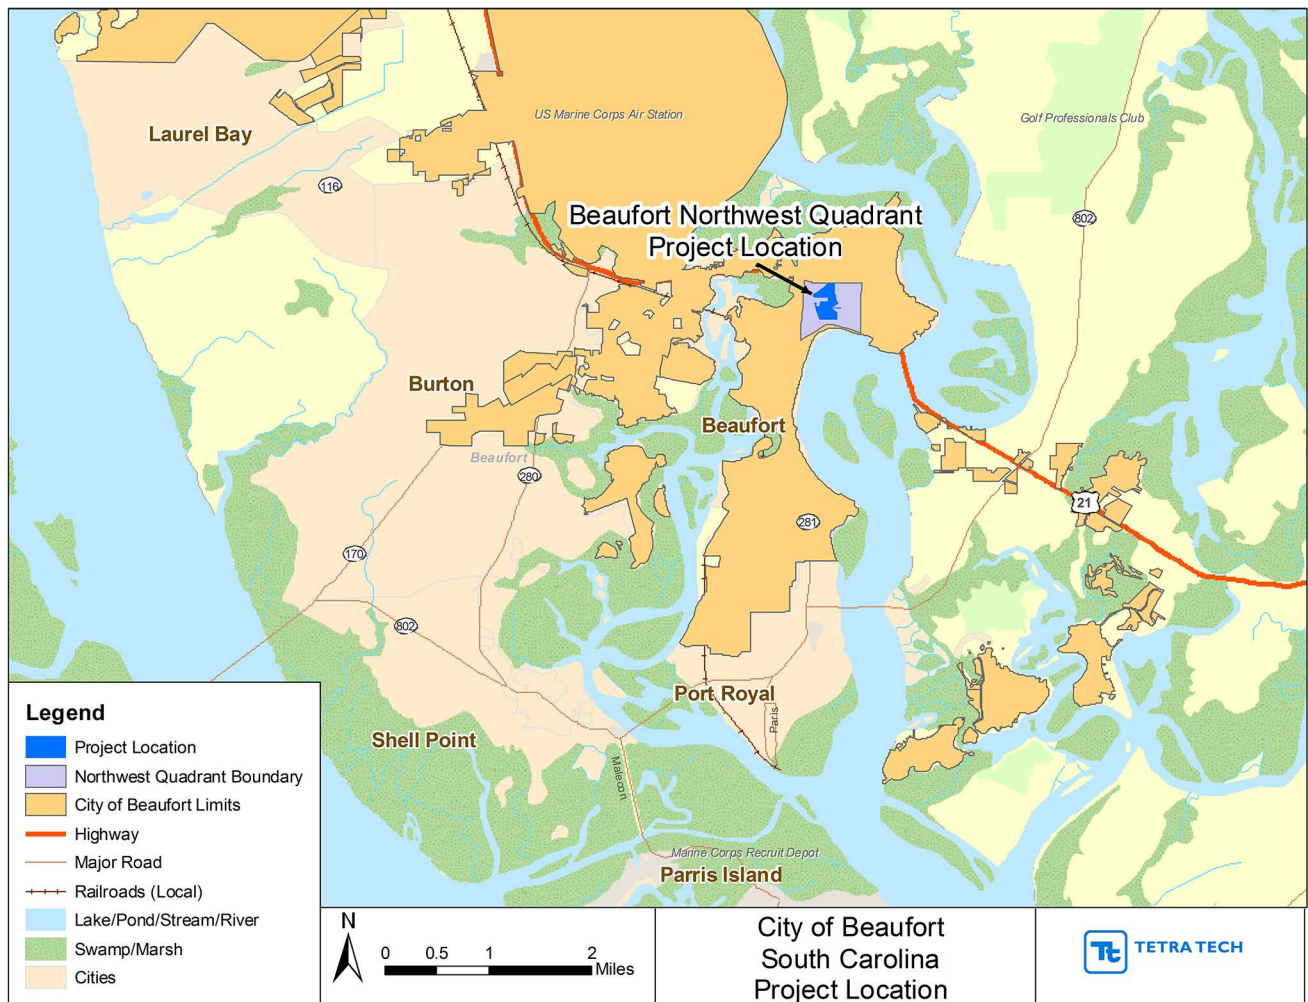 US Marine Corps Air Station
Golf Professionals Club
Laurel Bay
116
802
Beaufort Northwest Quadrant
Project Location
Burton
Beaufort
Beaufort
280
281
21
170
802
Port Royal
Paris
Shell Point
Malecon
Marine Corps Recruit Depot
Parris Island
Legend
Project Location
Northwest Quadrant Boundary
City of Beaufort Limits
Highway
Major Road
Railroads (Local)
Lake/Pond/Stream/River
Swamp/Marsh
Cities
N
0 0.5 1 2
Miles
City of Beaufort
South Carolina
Project Location
Tt TETRA TECH